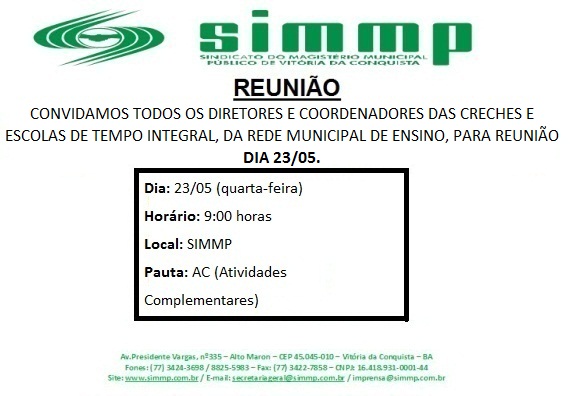 simmp
SINDICATO DO MAGISTÉRIO MUNICIPAL
PÚBLICO DE VITÓRIA DA CONQUISTA
REUNIÃO
CONVIDAMOS TODOS OS DIRETORES E COORDENADORES DAS CRECHES E
ESCOLAS DE TEMPO INTEGRAL, DA REDE MUNICIPAL DE ENSINO, PARA REUNIÃO
DIA 23/05.
Dia: 23/05 (quarta-feira)
Horário: 9:00 horas
Local: SIMMP
Pauta: AC (Atividades
Complementares)
Av.Presidente Vargas, nº335 – Alto Maron – CEP 45.045-010 – Vitória da Conquista – BA
Fones: (77) 3424-3698 / 8825-5983 – Fax: (77) 3422-7858 – CNPJ: 16.418.931-0001-44
Site: www.simmp.com.br / E-mail: secretariageral@simmp.com.br / imprensa@simmp.com.br